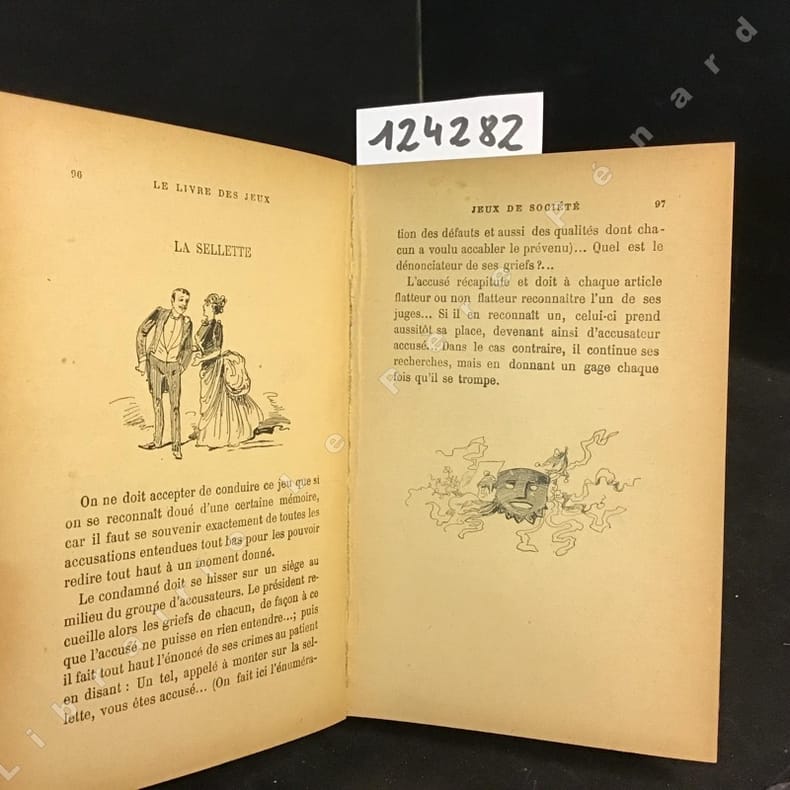 124282
96
LE LIVRE DES JEUX
LA SELLETTE
On ne doit accepter de conduire ce jeu que si
on se reconnaît doué d'une certaine mémoire,
car il faut se souvenir exactement de toutes les
accusations entendues tout bas pour les pouvoir
redire tout haut à un moment donné.
Le condamné doit se hisser sur un siège au
milieu du groupe d'accusateurs. Le président re-
cueille alors les griefs de chacun, de façon à ce
que l'accusé ne puisse en rien entendre...; puis
il fait tout haut l'énoncé de ses crimes au patient
en disant : Un tel, appelé à monter sur la sel-
lette, vous êtes accusé... (On fait ici l'énuméra-
JEUX DE SOCIÉTÉ
97
tion des défauts et aussi des qualités dont cha-
cun a voulu accabler le prévenu)... Quel est le
dénonciateur de ses griefs ?...
L'accusé récapitule et doit à chaque article
flatteur ou non flatteur reconnaître l'un de ses
juges... Si il en reconnaît un, celui-ci prend
aussitôt sa place, devenant ainsi d'accusateur
accusé... Dans le cas contraire, il continue ses
recherches, mais en donnant un gage chaque
fois qu'il se trompe.
Librairie Le Père Pénard